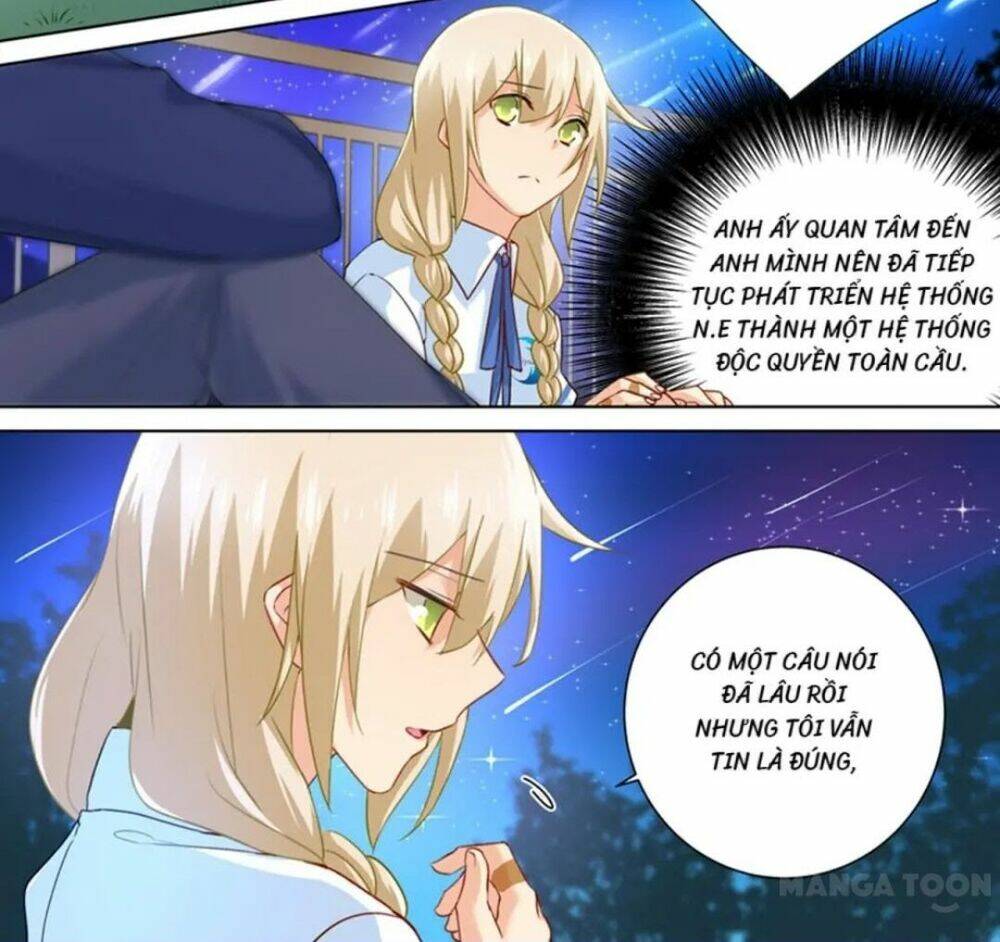 ANH ẤY QUAN TÂM ĐẾN
ANH MÌNH NÊN ĐÃ TIẾP
TỤC PHÁT TRIỂN HỆ THỐNG
N.E THÀNH MỘT HỆ THỐNG
ĐỘC QUYỀN TOÀN CẦU.
CÓ MỘT CÂU NÓI
ĐÃ LÂU RỒI
NHƯNG TÔI VẪN
TIN LÀ ĐÚNG,
MANGA TOON